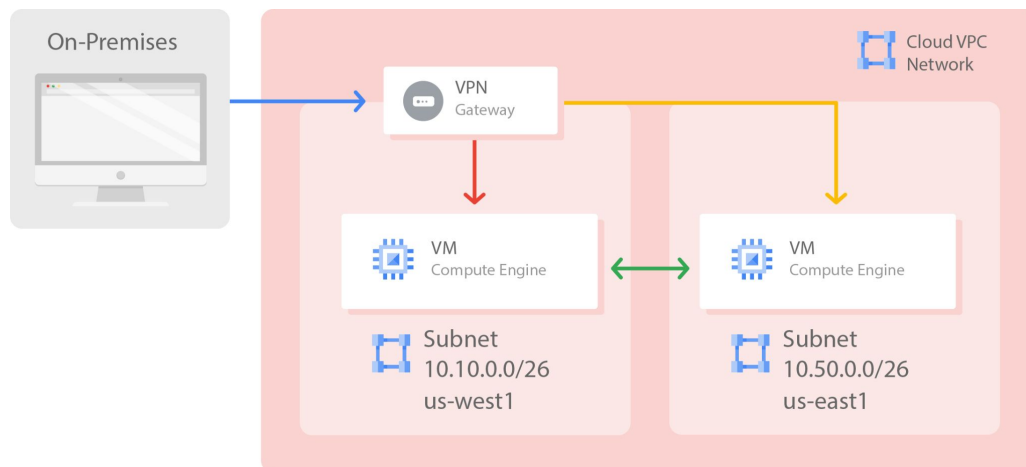 On-Premises
Cloud VPC
Network
VPN
Gateway
VM
Compute Engine
VM
Compute Engine
Subnet
10.10.0.0/26
us-west1
Subnet
10.50.0.0/26
us-east1